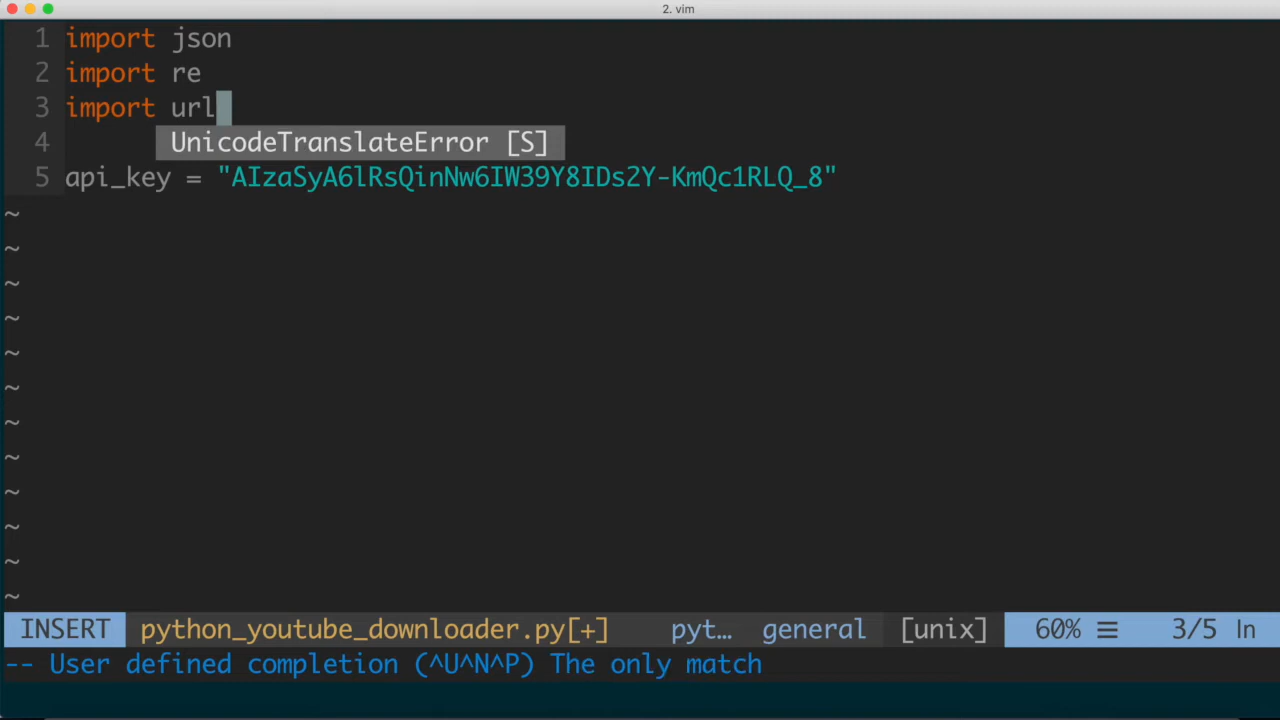 2. vim
1 import json
2 import re
3 import url
UnicodeTranslateError [S]
4
5 api_key = "AIzaSyA6lRsQinNw6IW39Y8IDs2Y-KmQc1RLQ_8"
~
~
~
~
~
~
~
~
~
~
~
~
INSERT python_youtube_downloader.py[+] pyt… general [unix] 60% ☰ 3/5 ln
-- User defined completion (^U^N^P) The only match